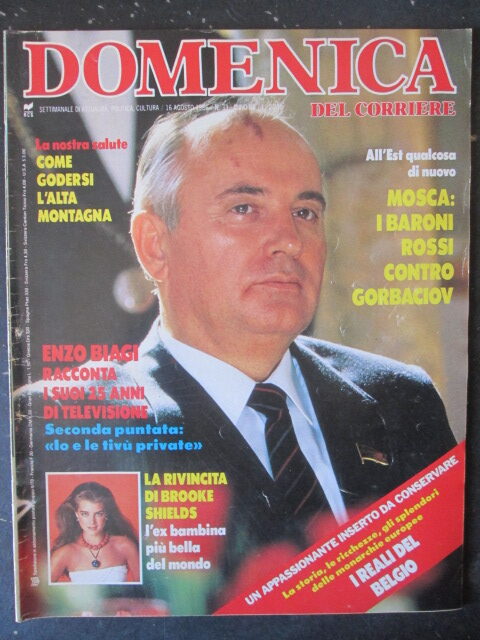 DOMENICA
DEL CORRIERE
RCS
SETTIMANALE DI ATTUALITÀ, POLITICA, CULTURA / 16 AGOSTO
La nostra salute
COME
GODERSI
L'ALTA
MONTAGNA
All'Est qualcosa
di nuovo
MOSCA:
I BARONI
ROSSI
CONTRO
GORBACIOV
ENZO BIAGI
RACCONTA
I SUOI 25 ANNI
DI TELEVISIONE
Seconda puntata:
«Io e le tivù private»
LA RIVINCITA
DI BROOKE
SHIELDS
l'ex bambina
più bella
del mondo
UN APPASSIONANTE INSERTO DA CONSERVARE
La storia, le ricchezze, gli splendori
delle monarchie europee
I REALI DEL
BELGIO